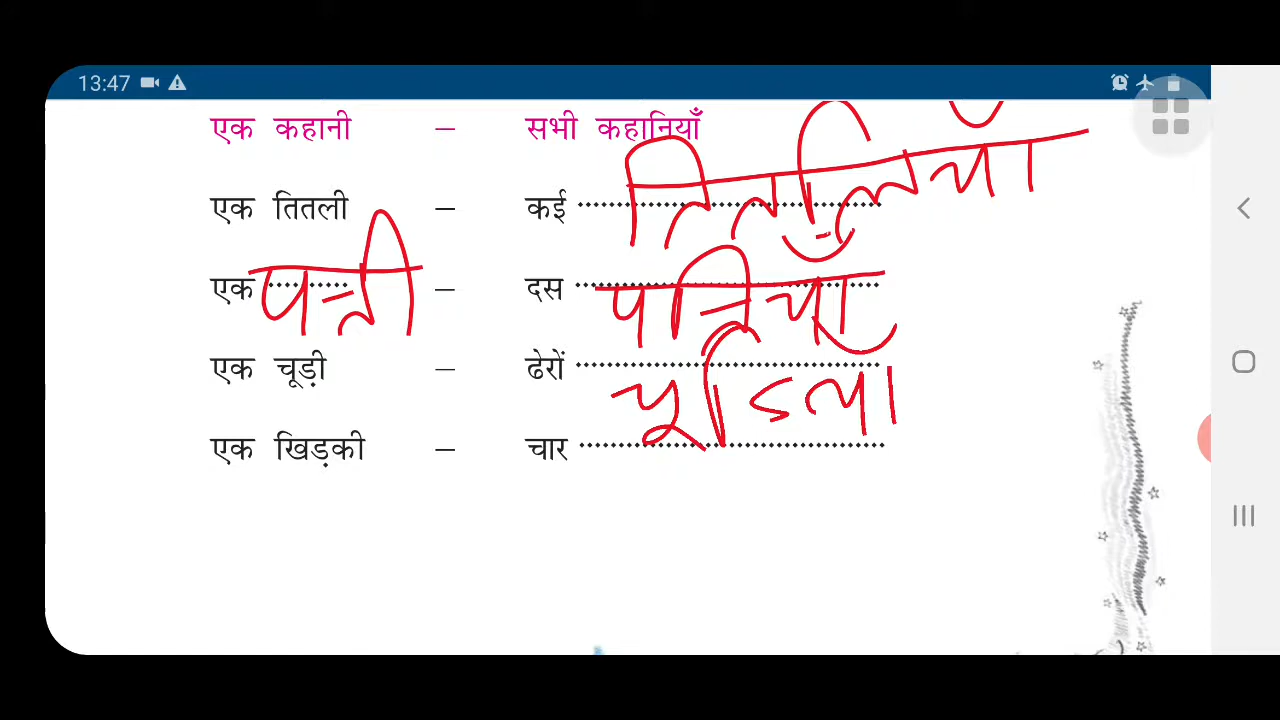 13:47
एक कहानी – सभी कहानियाँ
एक तितली – कई तितलियाँ
एक पत्ती – दस पत्तियाँ
एक चूड़ी – ढेरों चूडिया
एक खिड़की – चार